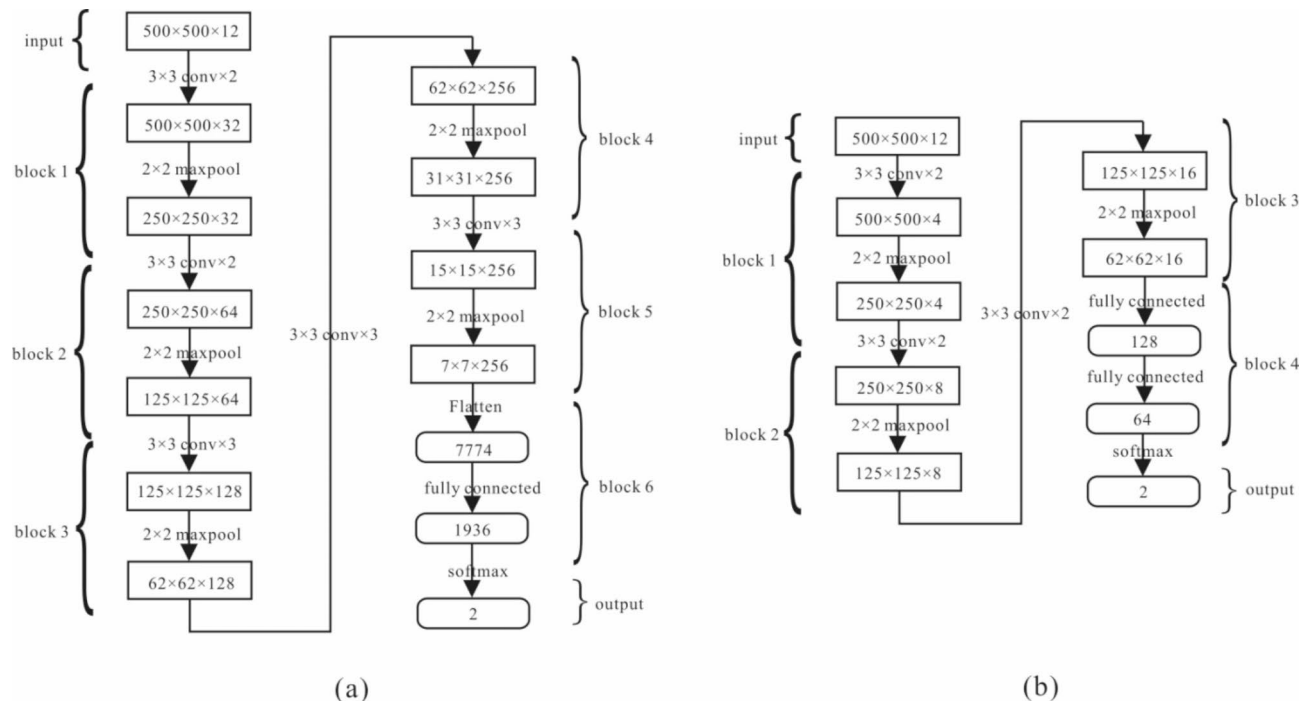 input
500×500×12
3×3 conv×2
block 1
500×500×32
2×2 maxpool
250×250×32
3×3 conv×2
block 2
250×250×64
2×2 maxpool
125×125×64
3×3 conv×3
block 3
125×125×128
2×2 maxpool
62×62×128
3×3 conv×3
62×62×256
2×2 maxpool
block 4
31×31×256
3×3 conv×3
15×15×256
2×2 maxpool
block 5
7×7×256
Flatten
7774
fully connected
block 6
1936
softmax
2
output
(a)
input
500×500×12
3×3 conv×2
block 1
500×500×4
2×2 maxpool
250×250×4
3×3 conv×2
block 2
250×250×8
2×2 maxpool
125×125×8
3×3 conv×2
125×125×16
2×2 maxpool
block 3
62×62×16
fully connected
128
fully connected
block 4
64
softmax
2
output
(b)